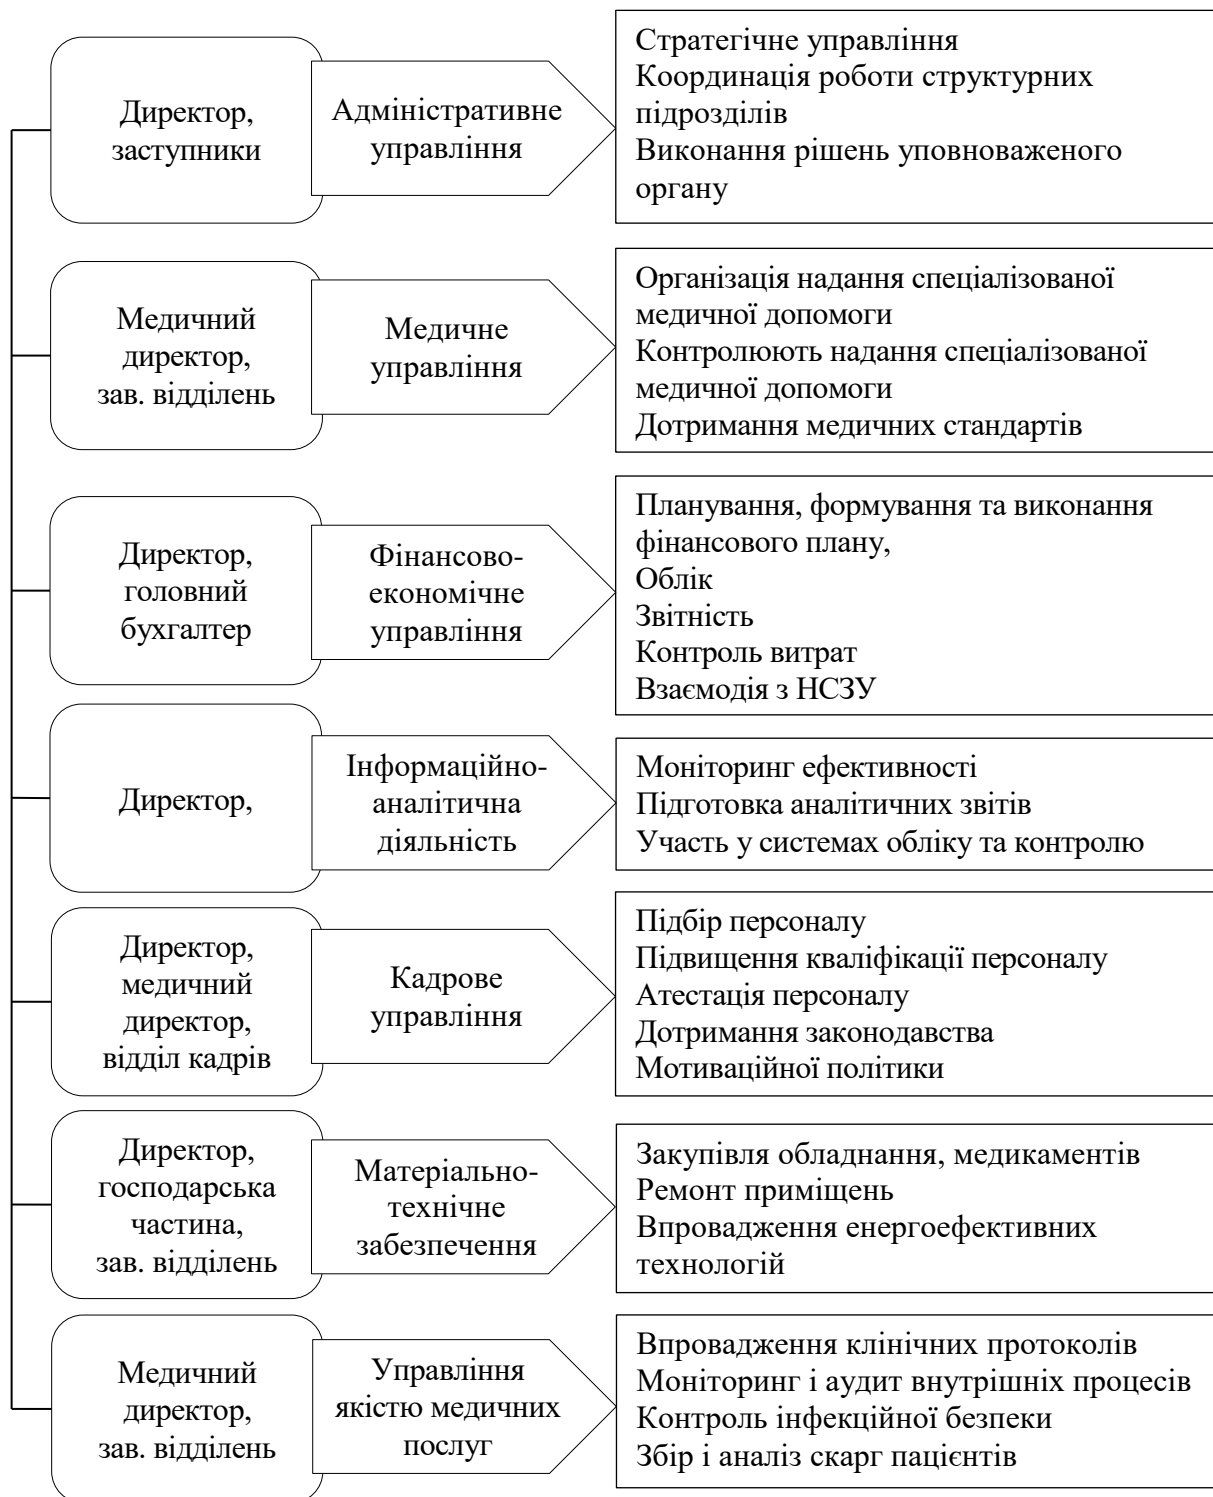 Директор,
заступники
Адміністративне
управління
Стратегічне управління
Координація роботи структурних
підрозділів
Виконання рішень уповноваженого
органу
Медичний
директор,
зав. відділень
Медичне
управління
Організація надання спеціалізованої
медичної допомоги
Контролюють надання спеціалізованої
медичної допомоги
Дотримання медичних стандартів
Директор,
головний
бухгалтер
Фінансово-
економічне
управління
Планування, формування та виконання
фінансового плану,
Облік
Звітність
Контроль витрат
Взаємодія з НСЗУ
Директор,
Інформаційно-
аналітична
діяльність
Моніторинг ефективності
Підготовка аналітичних звітів
Участь у системах обліку та контролю
Директор,
медичний
директор,
відділ кадрів
Кадрове
управління
Підбір персоналу
Підвищення кваліфікації персоналу
Атестація персоналу
Дотримання законодавства
Мотиваційної політики
Директор,
господарська
частина,
зав. відділень
Матеріально-
технічне
забезпечення
Закупівля обладнання, медикаментів
Ремонт приміщень
Впровадження енергоефективних
технологій
Медичний
директор,
зав. відділень
Управління
якістю медичних
послуг
Впровадження клінічних протоколів
Моніторинг і аудит внутрішніх процесів
Контроль інфекційної безпеки
Збір і аналіз скарг пацієнтів